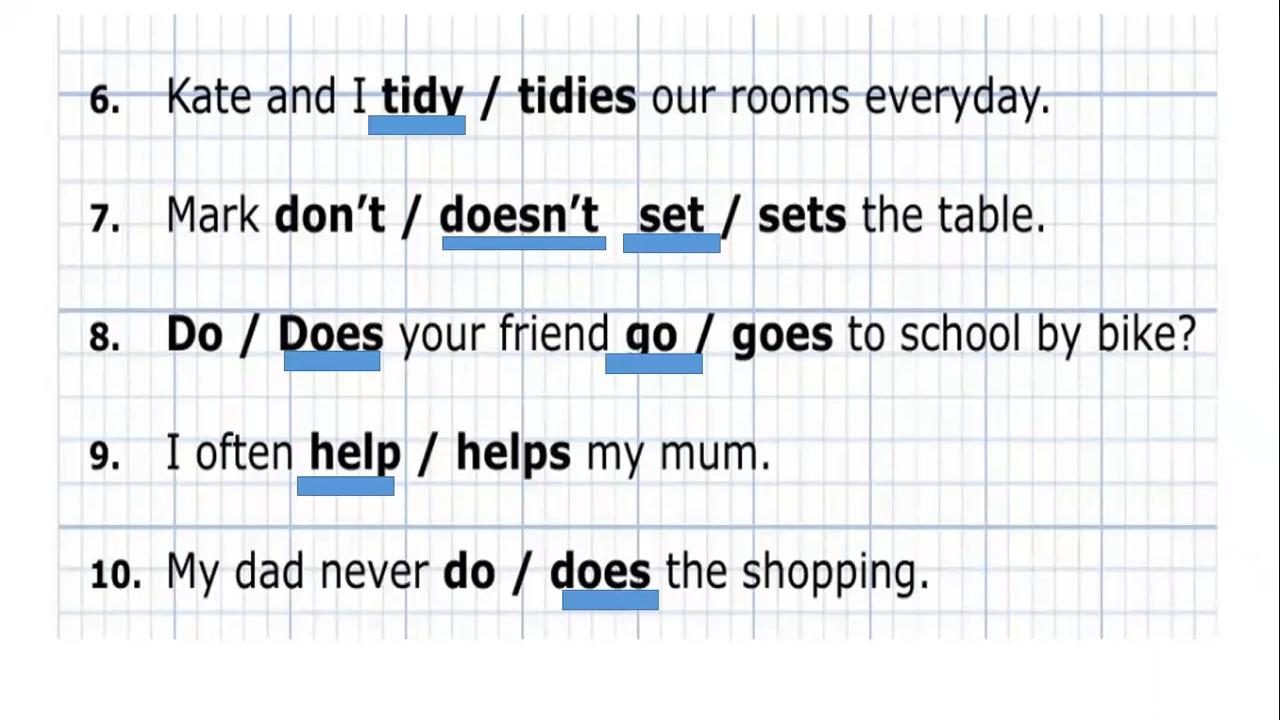 6. Kate and I tidy / tidies our rooms everyday.
7. Mark don’t / doesn’t set / sets the table.
8. Do / Does your friend go / goes to school by bike?
9. I often help / helps my mum.
10. My dad never do / does the shopping.